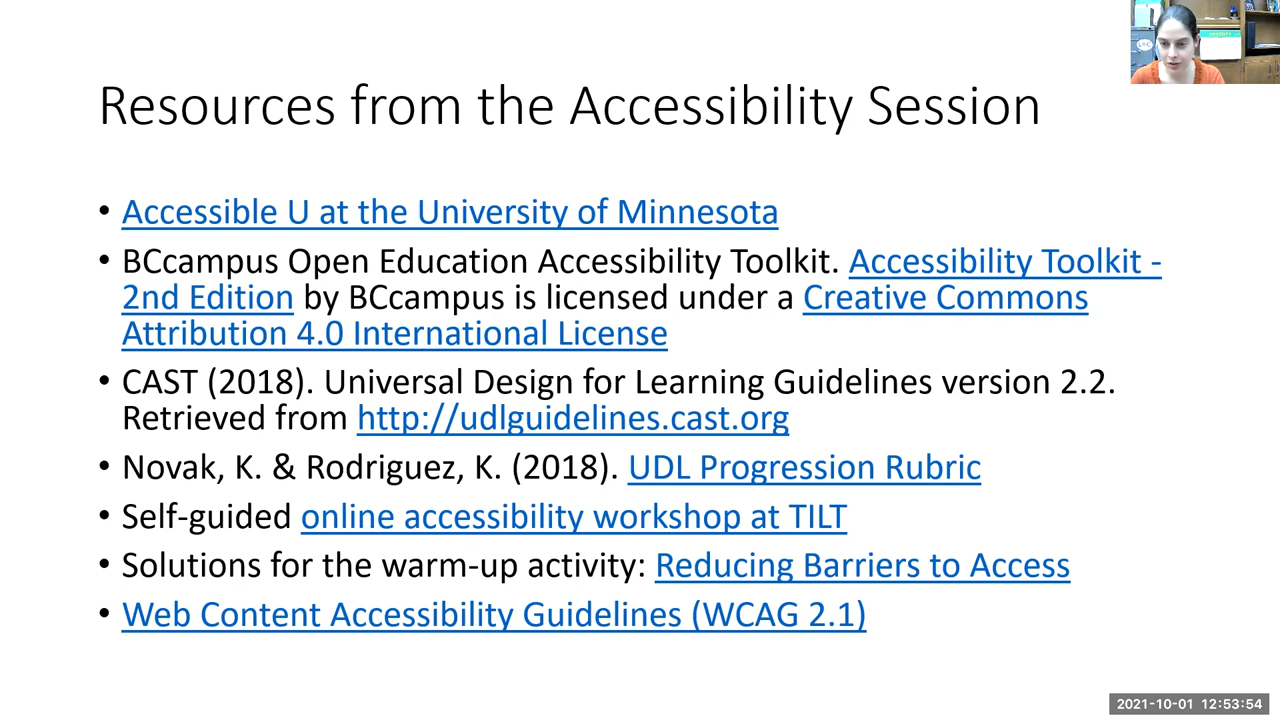 Resources from the Accessibility Session
• Accessible U at the University of Minnesota
• BCcampus Open Education Accessibility Toolkit. Accessibility Toolkit -
2nd Edition by BCcampus is licensed under a Creative Commons
Attribution 4.0 International License
• CAST (2018). Universal Design for Learning Guidelines version 2.2.
Retrieved from http://udlguidelines.cast.org
• Novak, K. & Rodriguez, K. (2018). UDL Progression Rubric
• Self-guided online accessibility workshop at TILT
• Solutions for the warm-up activity: Reducing Barriers to Access
• Web Content Accessibility Guidelines (WCAG 2.1)
2021-10-01 12:53:54